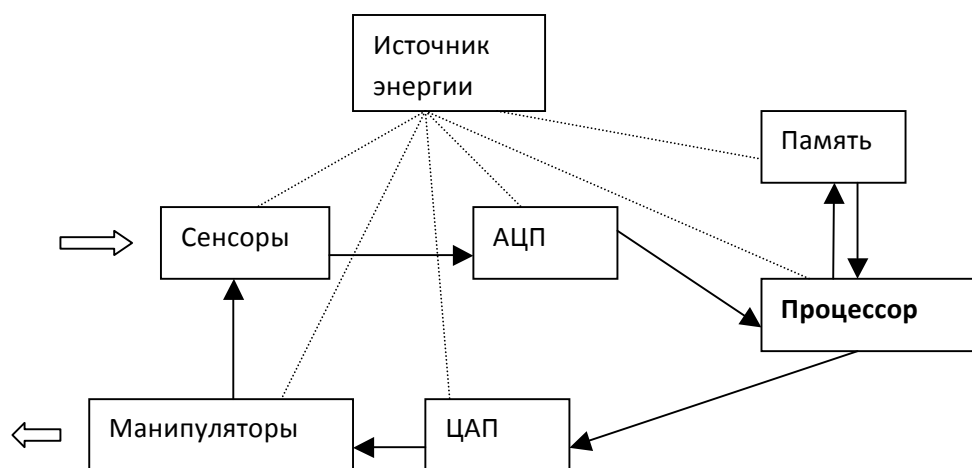 Источник
энергии
Память
Сенсоры
АЦП
Процессор
Манипуляторы
ЦАП